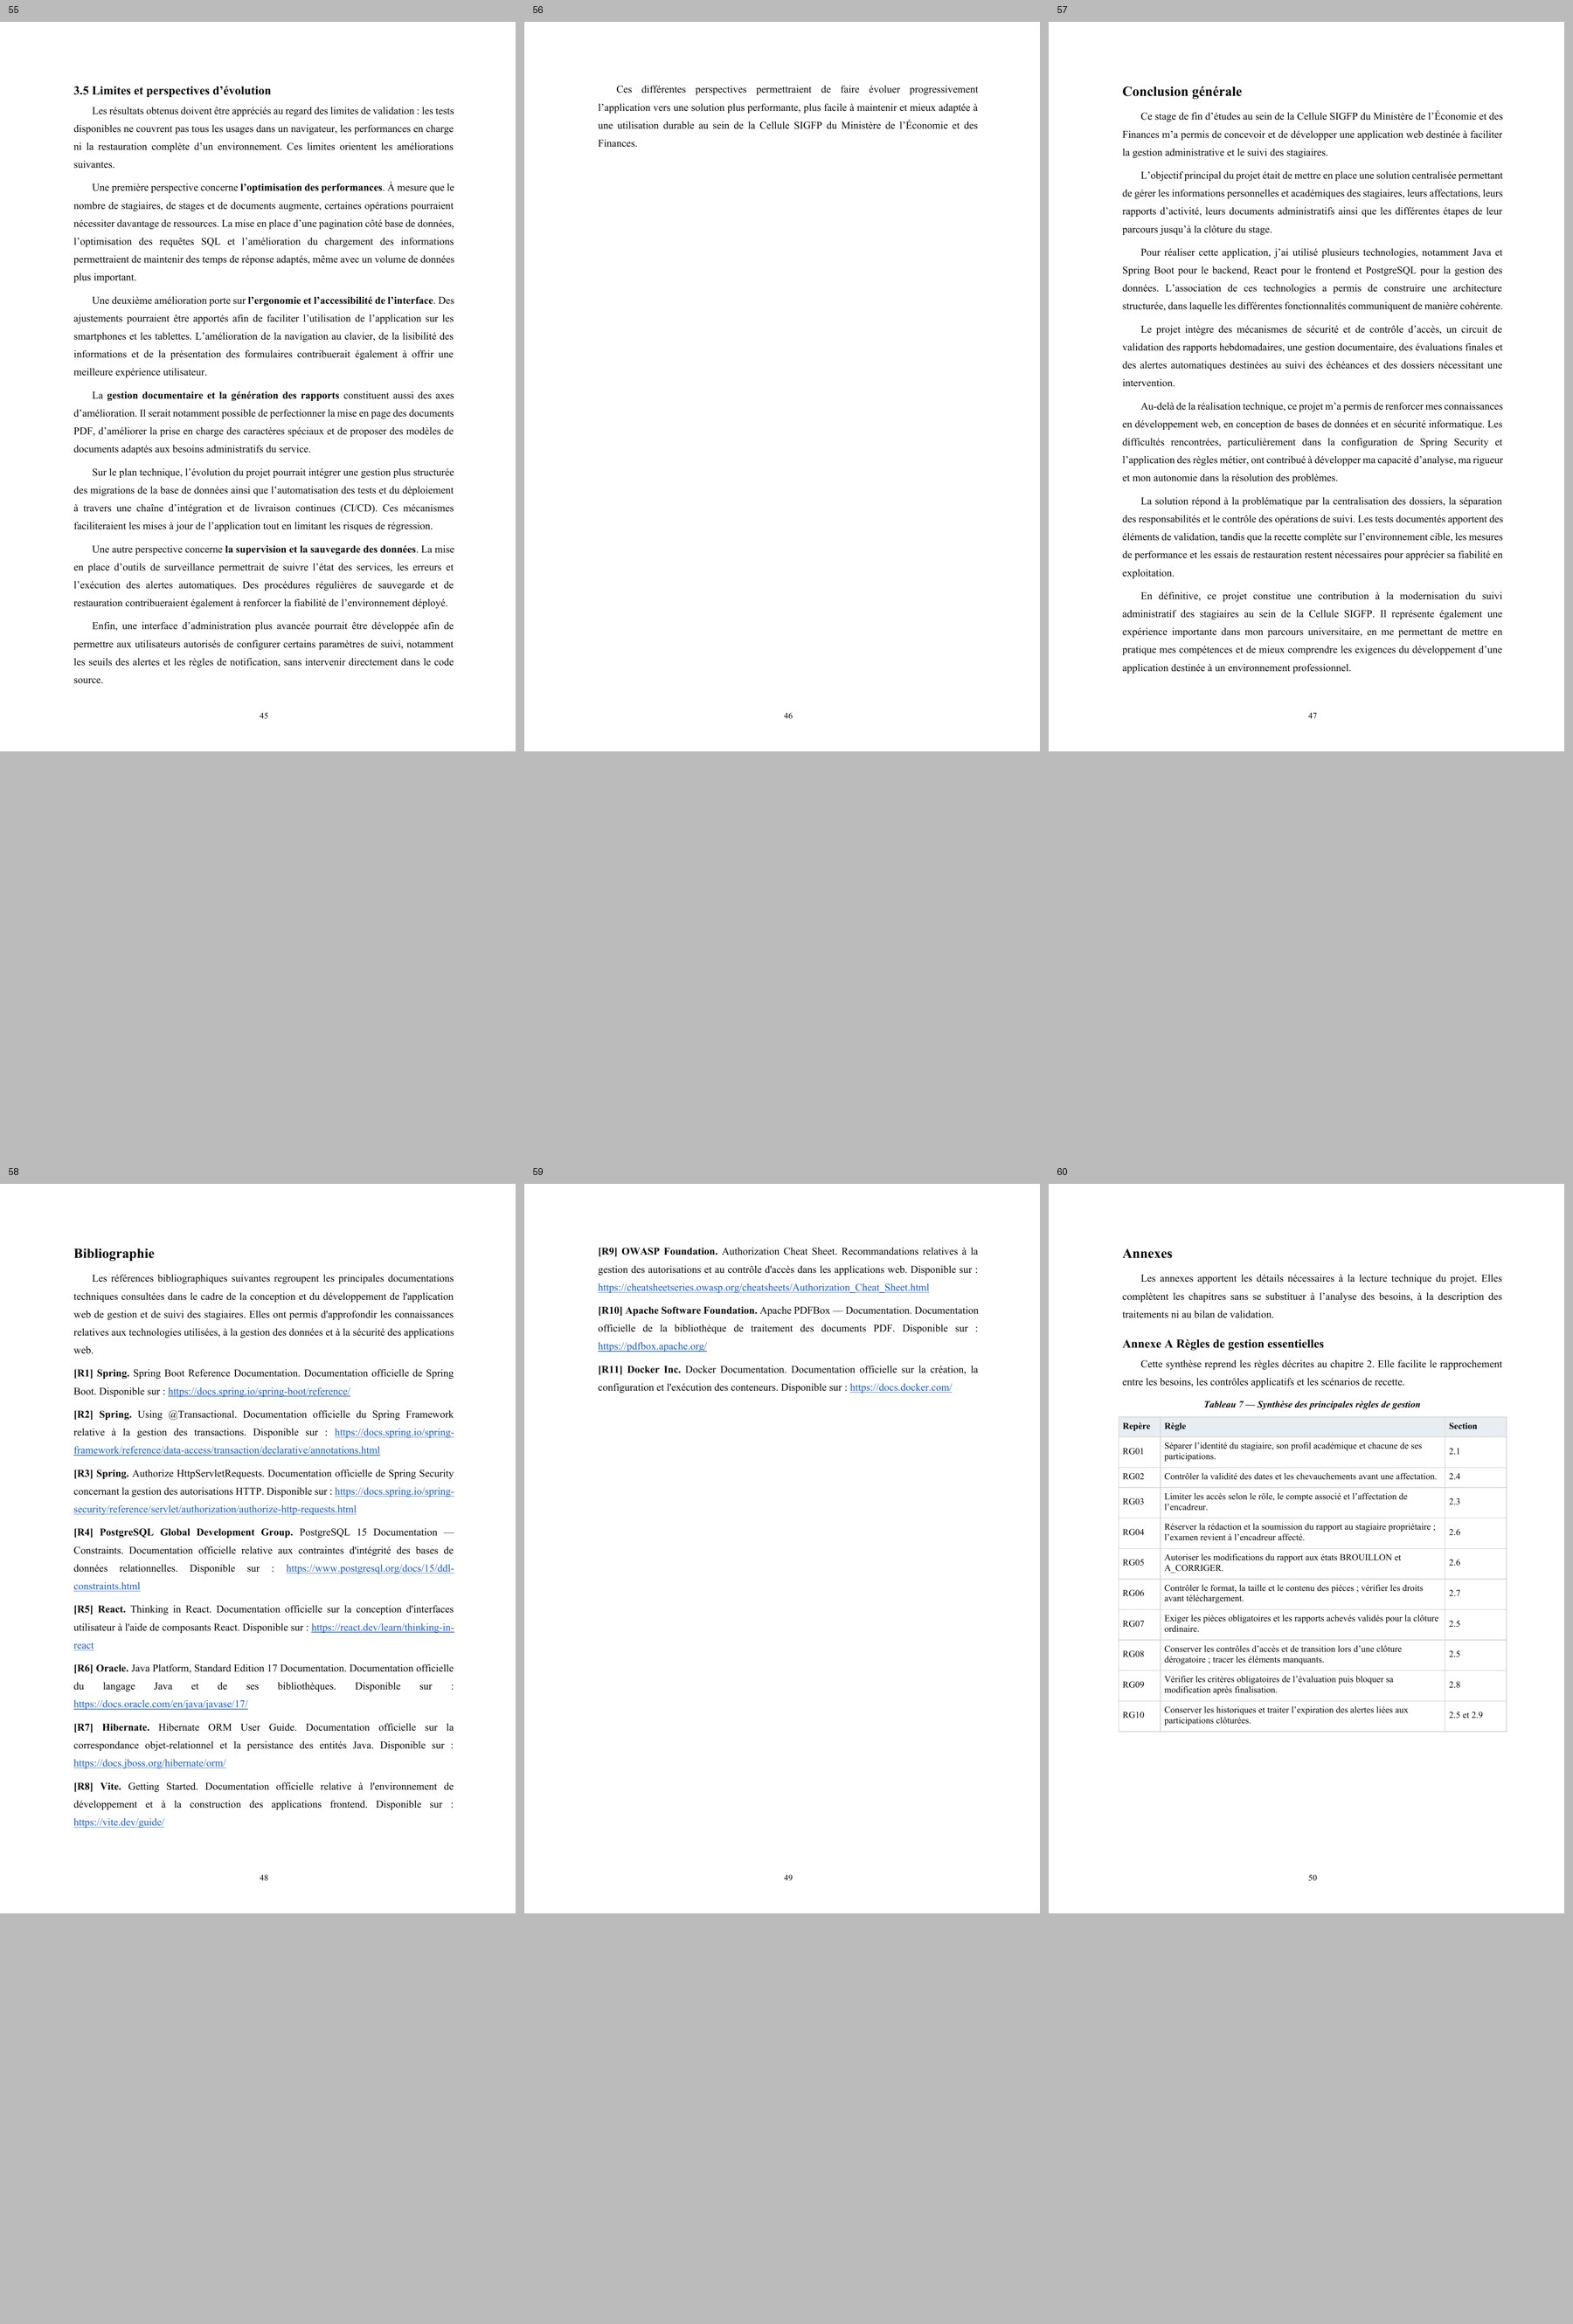 55
3.5 Limites et perspectives d’évolution
Les résultats obtenus doivent être appréciés au regard des limites de validation : les tests
disponibles ne couvrent pas tous les usages dans un navigateur, les performances en charge
ni la restauration complète d’un environnement. Ces limites orientent les améliorations
suivantes.
Une première perspective concerne l’optimisation des performances. À mesure que le
nombre de stagiaires, de stages et de documents augmente, certaines opérations pourraient
nécessiter davantage de ressources. La mise en place d’une pagination côté base de données,
l’optimisation des requêtes SQL et l’amélioration du chargement des informations
permettraient de maintenir des temps de réponse adaptés, même avec un volume de données
plus important.
Une deuxième amélioration porte sur l’ergonomie et l’accessibilité de l’interface. Des
ajustements pourraient être apportés afin de faciliter l’utilisation de l’application sur les
smartphones et les tablettes. L’amélioration de la navigation au clavier, de la lisibilité des
informations et de la présentation des formulaires contribuerait également à offrir une
meilleure expérience utilisateur.
La gestion documentaire et la génération des rapports constituent aussi des axes
d’amélioration. Il serait notamment possible de perfectionner la mise en page des documents
PDF, d’améliorer la prise en charge des caractères spéciaux et de proposer des modèles de
documents adaptés aux besoins administratifs du service.
Sur le plan technique, l’évolution du projet pourrait intégrer une gestion plus structurée
des migrations de la base de données ainsi que l’automatisation des tests et du déploiement
à travers une chaîne d’intégration et de livraison continues (CI/CD). Ces mécanismes
faciliteraient les mises à jour de l’application tout en limitant les risques de régression.
Une autre perspective concerne la supervision et la sauvegarde des données. La mise
en place d’outils de surveillance permettrait de suivre l’état des services, les erreurs et
l’exécution des alertes automatiques. Des procédures régulières de sauvegarde et de
restauration contribueraient également à renforcer la fiabilité de l’environnement déployé.
Enfin, une interface d’administration plus avancée pourrait être développée afin de
permettre aux utilisateurs autorisés de configurer certains paramètres de suivi, notamment
les seuils des alertes et les règles de notification, sans intervenir directement dans le code
source.
45
56
Ces différentes perspectives permettraient de faire évoluer progressivement
l’application vers une solution plus performante, plus facile à maintenir et mieux adaptée à
une utilisation durable au sein de la Cellule SIGFP du Ministère de l’Économie et des
Finances.
46
57
Conclusion générale
Ce stage de fin d’études au sein de la Cellule SIGFP du Ministère de l’Économie et des
Finances m’a permis de concevoir et de développer une application web destinée à faciliter
la gestion administrative et le suivi des stagiaires.
L’objectif principal du projet était de mettre en place une solution centralisée permettant
de gérer les informations personnelles et académiques des stagiaires, leurs affectations, leurs
rapports d’activité, leurs documents administratifs ainsi que les différentes étapes de leur
parcours jusqu’à la clôture du stage.
Pour réaliser cette application, j’ai utilisé plusieurs technologies, notamment Java et
Spring Boot pour le backend, React pour le frontend et PostgreSQL pour la gestion des
données. L’association de ces technologies a permis de construire une architecture
structurée, dans laquelle les différentes fonctionnalités communiquent de manière cohérente.
Le projet intègre des mécanismes de sécurité et de contrôle d’accès, un circuit de
validation des rapports hebdomadaires, une gestion documentaire, des évaluations finales et
des alertes automatiques destinées au suivi des échéances et des dossiers nécessitant une
intervention.
Au-delà de la réalisation technique, ce projet m’a permis de renforcer mes connaissances
en développement web, en conception de bases de données et en sécurité informatique. Les
difficultés rencontrées, particulièrement dans la configuration de Spring Security et
l’application des règles métier, ont contribué à développer ma capacité d’analyse, ma rigueur
et mon autonomie dans la résolution des problèmes.
La solution répond à la problématique par la centralisation des dossiers, la séparation
des responsabilités et le contrôle des opérations de suivi. Les tests documentés apportent des
éléments de validation, tandis que la recette complète sur l’environnement cible, les mesures
de performance et les essais de restauration restent nécessaires pour apprécier sa fiabilité en
exploitation.
En définitive, ce projet constitue une contribution à la modernisation du suivi
administratif des stagiaires au sein de la Cellule SIGFP. Il représente également une
expérience importante dans mon parcours universitaire, en me permettant de mettre en
pratique mes compétences et de mieux comprendre les exigences du développement d’une
application destinée à un environnement professionnel.
47
58
Bibliographie
Les références bibliographiques suivantes regroupent les principales documentations
techniques consultées dans le cadre de la conception et du développement de l'application
web de gestion et de suivi des stagiaires. Elles ont permis d'approfondir les connaissances
relatives aux technologies utilisées, à la gestion des données et à la sécurité des applications
web.
[R1] Spring. Spring Boot Reference Documentation. Documentation officielle de Spring
Boot. Disponible sur : https://docs.spring.io/spring-boot/reference/
[R2] Spring. Using @Transactional. Documentation officielle du Spring Framework
relative à la gestion des transactions. Disponible sur : https://docs.spring.io/spring-
framework/reference/data-access/transaction/declarative/annotations.html
[R3] Spring. Authorize HttpServletRequests. Documentation officielle de Spring Security
concernant la gestion des autorisations HTTP. Disponible sur : https://docs.spring.io/spring-
security/reference/servlet/authorization/authorize-http-requests.html
[R4] PostgreSQL Global Development Group. PostgreSQL 15 Documentation —
Constraints. Documentation officielle relative aux contraintes d'intégrité des bases de
données relationnelles. Disponible sur : https://www.postgresql.org/docs/15/ddl-
constraints.html
[R5] React. Thinking in React. Documentation officielle sur la conception d'interfaces
utilisateur à l'aide de composants React. Disponible sur : https://react.dev/learn/thinking-in-
react
[R6] Oracle. Java Platform, Standard Edition 17 Documentation. Documentation officielle
du langage Java et de ses bibliothèques. Disponible sur :
https://docs.oracle.com/en/java/javase/17/
[R7] Hibernate. Hibernate ORM User Guide. Documentation officielle sur la
correspondance objet-relationnel et la persistance des entités Java. Disponible sur :
https://docs.jboss.org/hibernate/orm/
[R8] Vite. Getting Started. Documentation officielle relative à l'environnement de
développement et à la construction des applications frontend. Disponible sur :
https://vite.dev/guide/
48
59
[R9] OWASP Foundation. Authorization Cheat Sheet. Recommandations relatives à la
gestion des autorisations et au contrôle d'accès dans les applications web. Disponible sur :
https://cheatsheetseries.owasp.org/cheatsheets/Authorization_Cheat_Sheet.html
[R10] Apache Software Foundation. Apache PDFBox — Documentation. Documentation
officielle de la bibliothèque de traitement des documents PDF. Disponible sur :
https://pdfbox.apache.org/
[R11] Docker Inc. Docker Documentation. Documentation officielle sur la création, la
configuration et l'exécution des conteneurs. Disponible sur : https://docs.docker.com/
49
60
Annexes
Les annexes apportent les détails nécessaires à la lecture technique du projet. Elles
complètent les chapitres sans se substituer à l’analyse des besoins, à la description des
traitements ni au bilan de validation.
Annexe A Règles de gestion essentielles
Cette synthèse reprend les règles décrites au chapitre 2. Elle facilite le rapprochement
entre les besoins, les contrôles applicatifs et les scénarios de recette.
Tableau 7 — Synthèse des principales règles de gestion
Repère Règle Section
RG01 Séparer l’identité du stagiaire, son profil académique et chacune de ses
participations. 2.1
RG02 Contrôler la validité des dates et les chevauchements avant une affectation. 2.4
RG03 Limiter les accès selon le rôle, le compte associé et l’affectation de
l’encadreur. 2.3
RG04 Réserver la rédaction et la soumission du rapport au stagiaire propriétaire ;
l’examen revient à l’encadreur affecté. 2.6
RG05 Autoriser les modifications du rapport aux états BROUILLON et
A_CORRIGER. 2.6
RG06 Contrôler le format, la taille et le contenu des pièces ; vérifier les droits
avant téléchargement. 2.7
RG07 Exiger les pièces obligatoires et les rapports achevés validés pour la clôture
ordinaire. 2.5
RG08 Conserver les contrôles d’accès et de transition lors d’une clôture
dérogatoire ; tracer les éléments manquants. 2.5
RG09 Vérifier les critères obligatoires de l’évaluation puis bloquer sa
modification après finalisation. 2.8
RG10 Conserver les historiques et traiter l’expiration des alertes liées aux
participations clôturées. 2.5 et 2.9
50